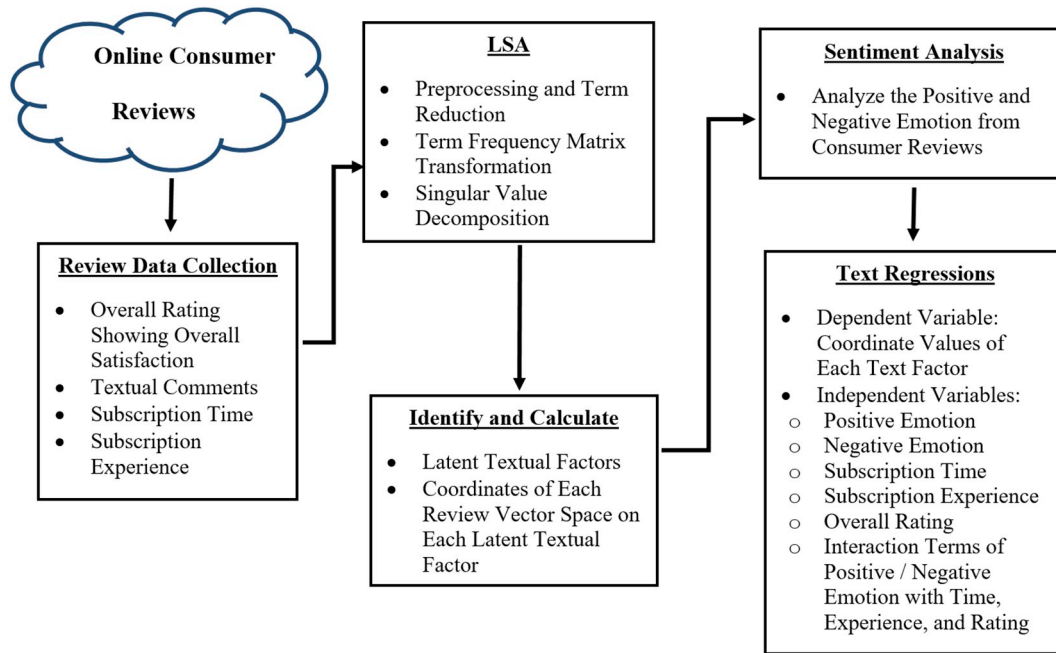 Online Consumer
Reviews
Review Data Collection
• Overall Rating
Showing Overall
Satisfaction
• Textual Comments
• Subscription Time
• Subscription
Experience
LSA
• Preprocessing and Term
Reduction
• Term Frequency Matrix
Transformation
• Singular Value
Decomposition
Identify and Calculate
• Latent Textual Factors
• Coordinates of Each
Review Vector Space on
Each Latent Textual
Factor
Sentiment Analysis
• Analyze the Positive and
Negative Emotion from
Consumer Reviews
Text Regressions
• Dependent Variable:
Coordinate Values of
Each Text Factor
• Independent Variables:
o Positive Emotion
o Negative Emotion
o Subscription Time
o Subscription Experience
o Overall Rating
o Interaction Terms of
Positive / Negative
Emotion with Time,
Experience, and Rating